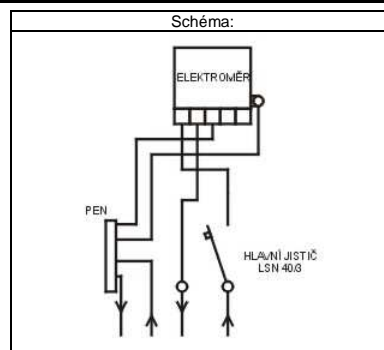 Schéma:
ELEKTROMĚR
PEN
HLAVNÍ JISTIČ
LSN 40/3